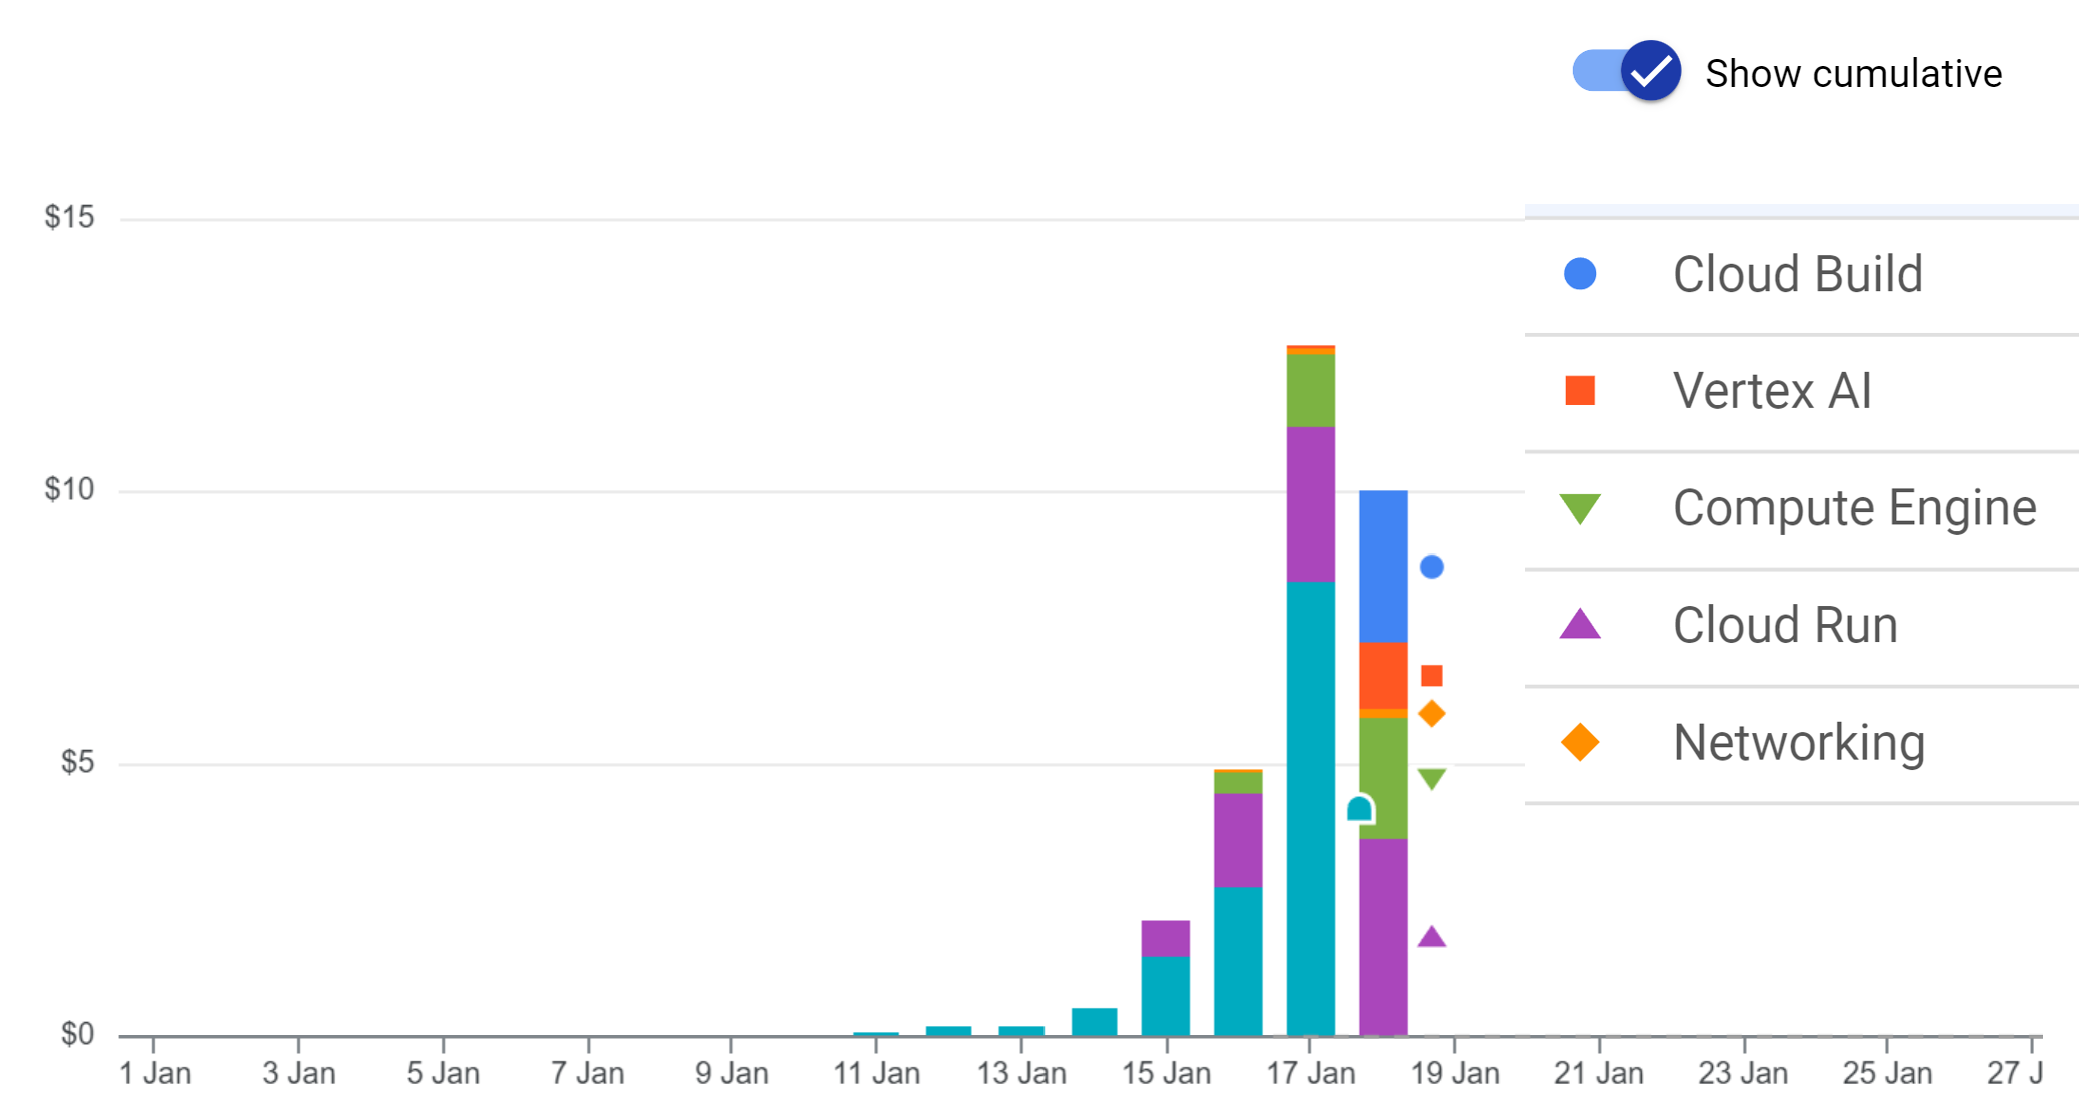 Show cumulative
$15
$10
$5
$0
1 Jan
3 Jan
5 Jan
7 Jan
9 Jan
11 Jan
13 Jan
15 Jan
17 Jan
19 Jan
21 Jan
23 Jan
25 Jan
27 J
Cloud Build
Vertex AI
Compute Engine
Cloud Run
Networking